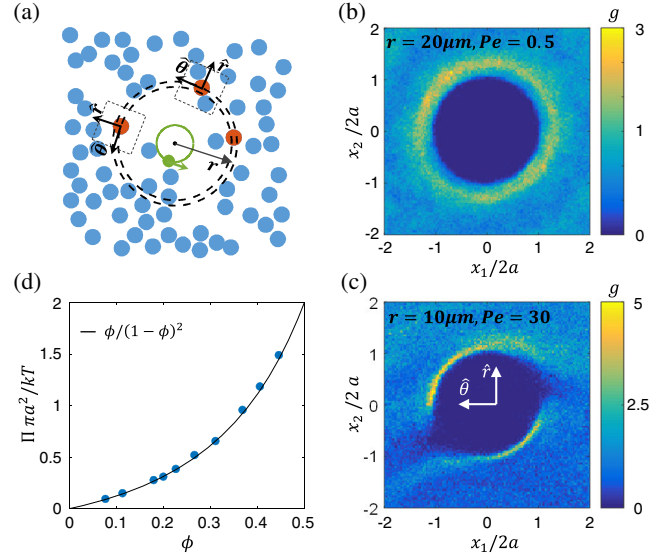 (a)
r̂
θ̂
r̂
θ̂
r
(b)
r = 20μm, Pe = 0.5
g
2
1
0
-1
-2
x₂ /2a
-2 -1 0 1 2
x₁/2a
3
1
0
(c)
r = 10μm, Pe = 30
r̂
θ̂
g
2
1
0
-1
-2
x₂ /2a
-2 -1 0 1 2
x₁/2a
5
2.5
0
(d)
ϕ/(1 − ϕ)²
2
1.5
1
0.5
0
Π πa²/kT
0 0.1 0.2 0.3 0.4 0.5
ϕ